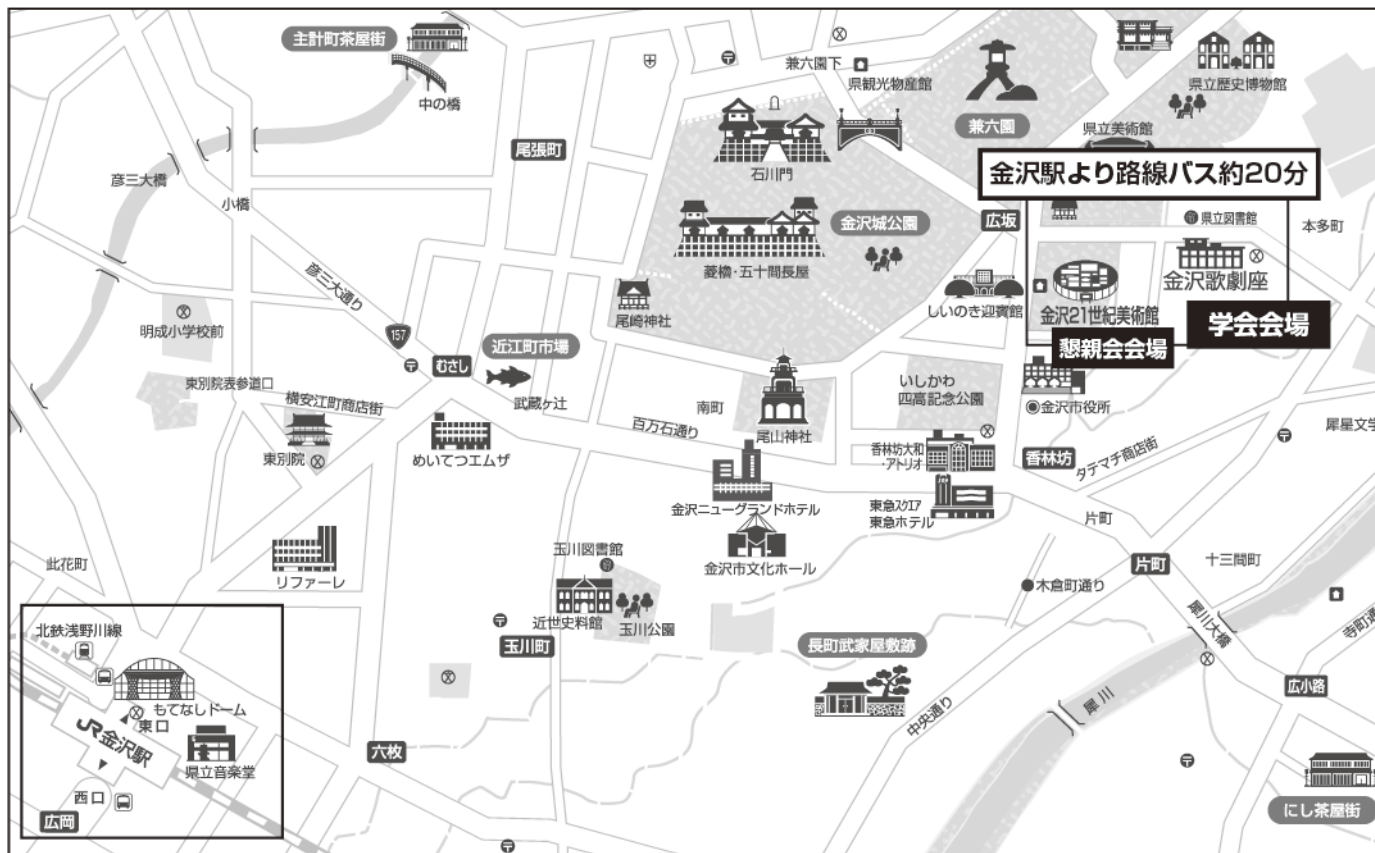 主計町茶屋街
中の橋
兼六園下
県観光物産館
県立歴史博物館
兼六園
県立美術館
尾張町
石川門
金沢駅より路線バス約20分
彦三大橋
小橋
菱櫓・五十間長屋
金沢城公園
広坂
県立図書館
本多町
金沢歌劇座
彦三大通り
尾崎神社
しいのき迎賓館
金沢21世紀美術館
学会会場
懇親会会場
明成小学校前
157
近江町市場
むさし
武蔵ヶ辻
東別院表参道口
横安江町商店街
南町
百万石通り
尾山神社
いしかわ
四高記念公園
金沢市役所
東別院
めいてつエムザ
香林坊大和
・アトリオ
香林坊
タテマチ商店街
犀星文学
金沢ニューグランドホテル
東急スクエア
東急ホテル
片町
此花町
リファーレ
玉川図書館
金沢市文化ホール
片町
十三間町
木倉町通り
近世史料館
玉川公園
犀川大橋
寺町通
北鉄浅野川線
玉川町
長町武家屋敷跡
広小路
もてなしドーム
東口
JR金沢駅
県立音楽堂
六枚
中央通り
犀川
西口
広岡
にし茶屋街